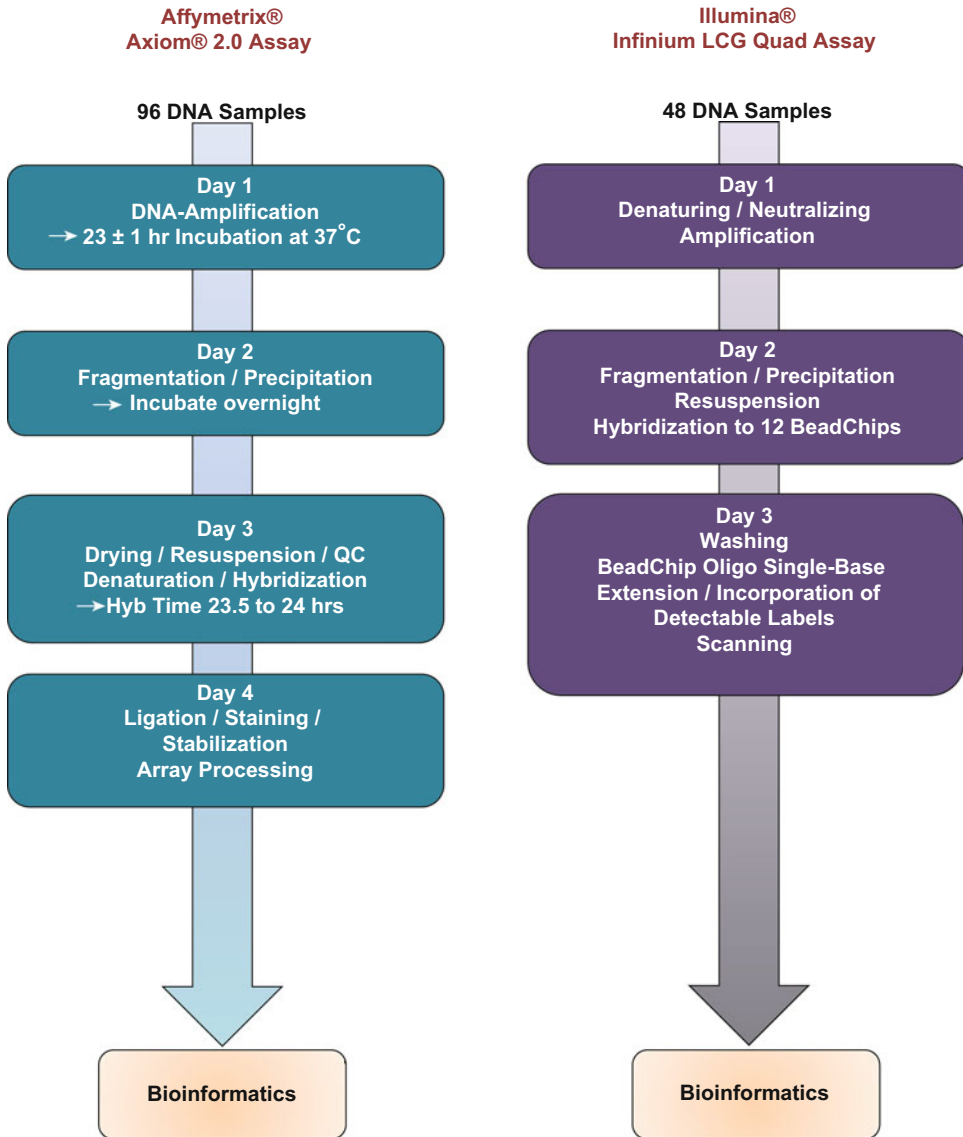 Affymetrix®
Axiom® 2.0 Assay
96 DNA Samples
Day 1
DNA-Amplification
→ 23 ± 1 hr Incubation at 37°C
Day 2
Fragmentation / Precipitation
→ Incubate overnight
Day 3
Drying / Resuspension / QC
Denaturation / Hybridization
→Hyb Time 23.5 to 24 hrs
Day 4
Ligation / Staining /
Stabilization
Array Processing
Bioinformatics
Illumina®
Infinium LCG Quad Assay
48 DNA Samples
Day 1
Denaturing / Neutralizing
Amplification
Day 2
Fragmentation / Precipitation
Resuspension
Hybridization to 12 BeadChips
Day 3
Washing
BeadChip Oligo Single-Base
Extension / Incorporation of
Detectable Labels
Scanning
Bioinformatics